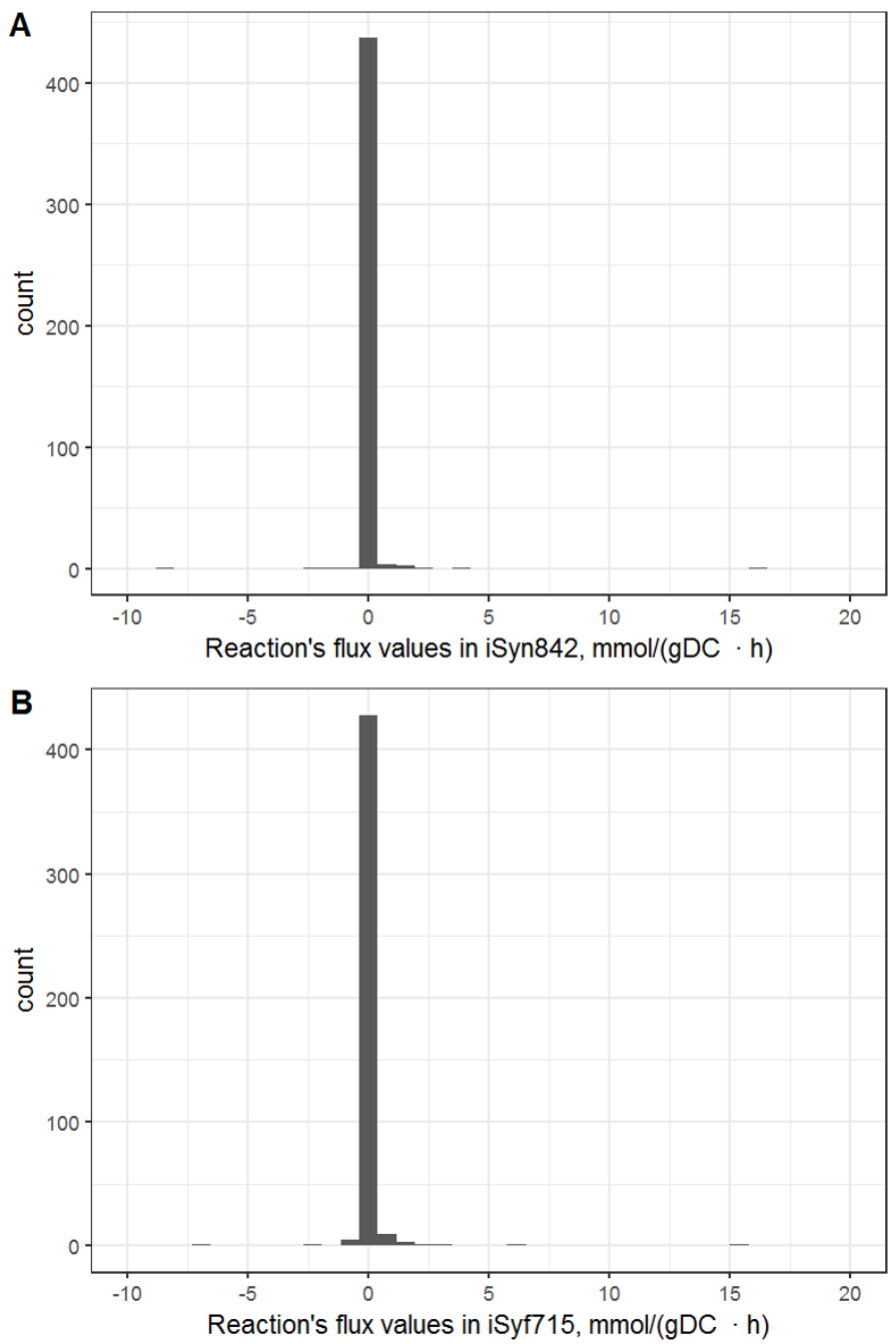 A
400
300
200
100
0
count
-10 -5 0 5 10 15 20
Reaction's flux values in iSyn842, mmol/(gDC · h)
B
400
300
200
100
0
count
-10 -5 0 5 10 15 20
Reaction's flux values in iSyf715, mmol/(gDC · h)